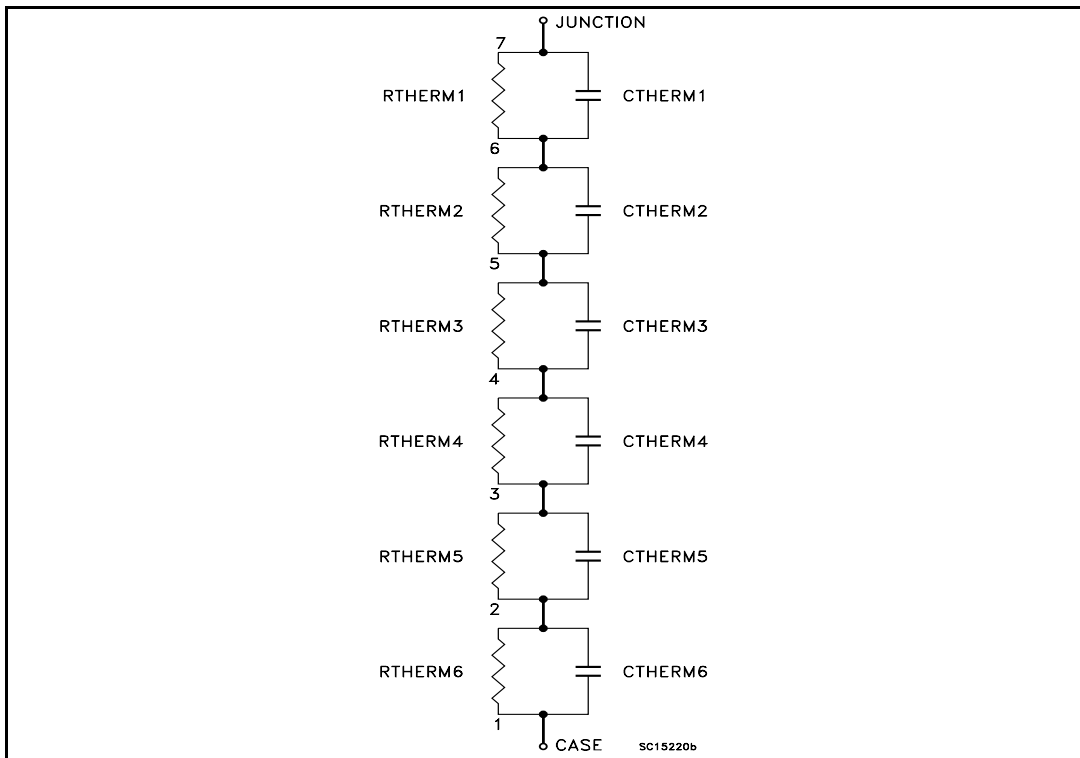 JUNCTION
7
RTHERM1 CTHERM1
6
RTHERM2 CTHERM2
5
RTHERM3 CTHERM3
4
RTHERM4 CTHERM4
3
RTHERM5 CTHERM5
2
RTHERM6 CTHERM6
1
CASE SC15220b